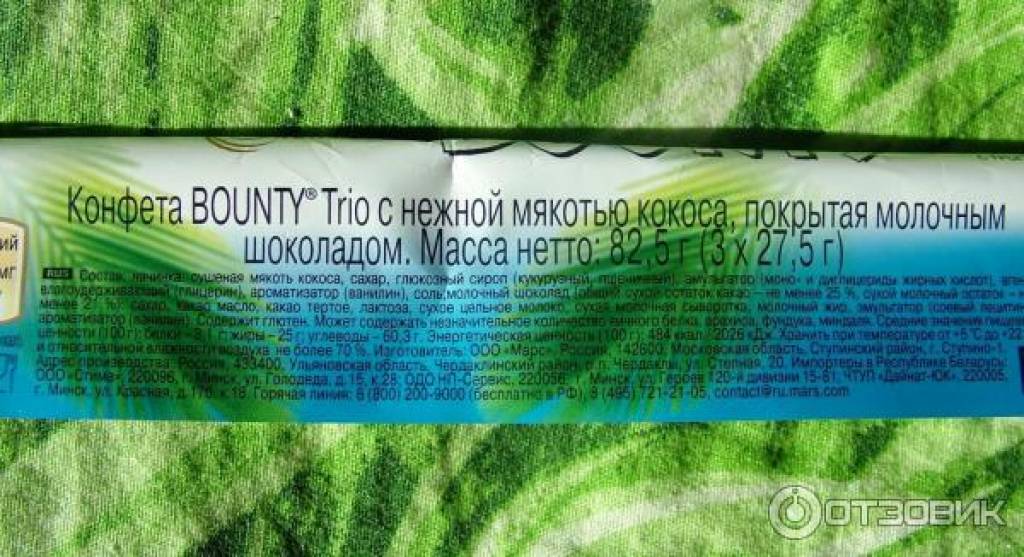 Конфета BOUNTY® Trio с нежной мякотью кокоса, покрытая молочным
шоколадом. Масса нетто: 82,5 г (3 x 27,5 г)
ий
мг
RUS Состав: начинка: сушеная мякоть кокоса, сахар, глюкозный сироп (кукурузный, пшеничный), эмульгатор (моно- и диглицериды жирных кислот),
влагоудерживающий (глицерин), ароматизатор (ванилин), соль; молочный шоколад (общий сухой остаток какао – не менее 25 %, сухой молочный остаток –
менее %), сахар, какао масло, какао тертое, лактоза, сухое цельное молоко, сухая молочная сыворотка, молочный жир, эмульгатор (соевый лецитин),
ароматизатор (ванилин). Содержит глютен. Может содержать незначительное количество яичного белка, арахиса, фундука, миндаля. Средние значения
ценности (100 г): белки – г; жиры – 25 г; углеводы – 60,3 г. Энергетическая ценность (100 г): 484 ккал/2026 кДж. Хранить при температуре от +5°С до +22
и относительной влажности воздуха не более 70 %. Изготовитель: ООО «Марс», Россия, 142800, Московская область, Ступинский район, г. Ступино-1,
Адрес производства: Россия, 433400, Ульяновская область, Чердаклинский район, р.п. Чердаклы, ул. Степная, 20. Импортеры в Республике Беларусь:
ООО 220096, г. Минск, ул. Голодеда, д. 15, к.28; ОДО НП-Сервис, 220056, г. Минск, ул. Героев 120-й дивизии 15-81, ЧТУП 220005,
г. Минск, ул. Красная, д. к. 18. Горячая линия: 8 (800) 200-9000 (бесплатно в РФ), 8 (495) 721-21-05, contact@ru.mars.com
ОТЗОВИК